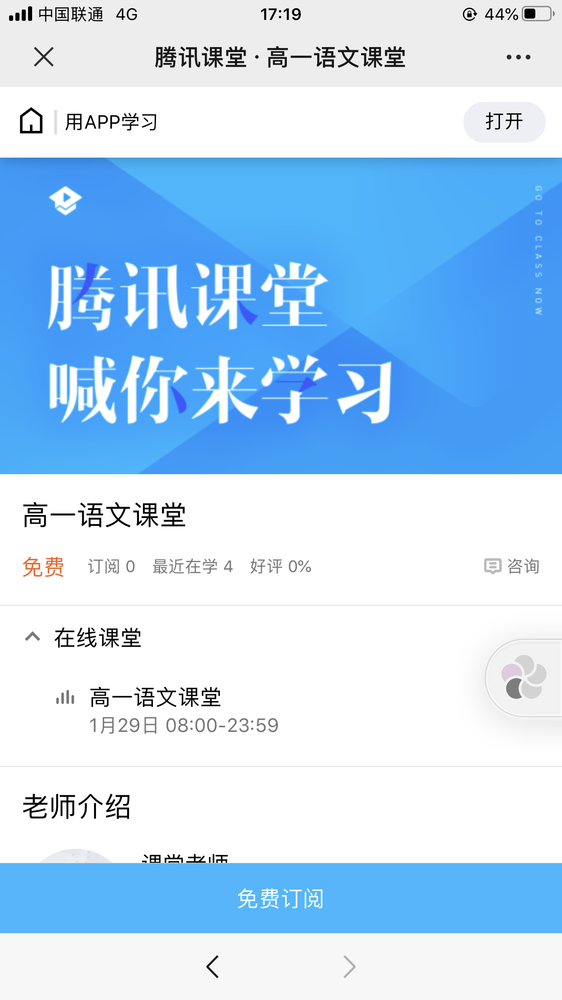 中国联通 4G 17:19 44%
腾讯课堂 · 高一语文课堂
用APP学习 打开
GO TO CLASS NOW
腾讯课堂
喊你来学习
高一语文课堂
免费 订阅 0 最近在学 4 好评 0% 咨询
在线课堂
高一语文课堂
1月29日 08:00-23:59
老师介绍
课堂老师
免费订阅